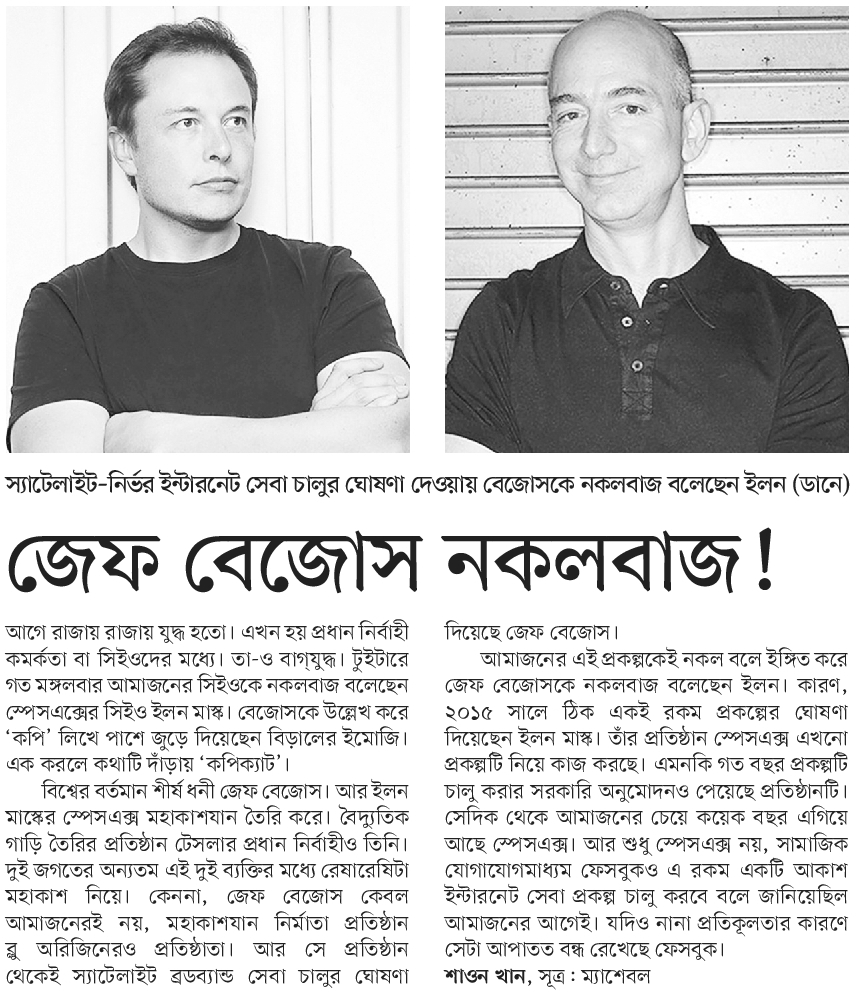 স্যাটেলাইট-নির্ভর ইন্টারনেট সেবা চালুর ঘোষণা দেওয়ায় বেজোসকে নকলবাজ বলেছেন ইলন (ডানে)
জেফ বেজোস নকলবাজ!
আগে রাজায় রাজায় যুদ্ধ হতো। এখন হয় প্রধান নির্বাহী
কমর্কতা বা সিইওদের মধ্যে। তা-ও বাগ্‌যুদ্ধ। টুইটারে
গত মঙ্গলবার আমাজনের সিইওকে নকলবাজ বলেছেন
স্পেসএক্সের সিইও ইলন মাস্ক। বেজোসকে উল্লেখ করে
‘কপি’ লিখে পাশে জুড়ে দিয়েছেন বিড়ালের ইমোজি।
এক করলে কথাটি দাঁড়ায় ‘কপিক্যাট’।
বিশ্বের বর্তমান শীর্ষ ধনী জেফ বেজোস। আর ইলন
মাস্কের স্পেসএক্স মহাকাশযান তৈরি করে। বৈদ্যুতিক
গাড়ি তৈরির প্রতিষ্ঠান টেসলার প্রধান নির্বাহীও তিনি।
দুই জগতের অন্যতম এই দুই ব্যক্তির মধ্যে রেষারেষিটা
মহাকাশ নিয়ে। কেননা, জেফ বেজোস কেবল
আমাজনেরই নয়, মহাকাশযান নির্মাতা প্রতিষ্ঠান
ব্লু অরিজিনেরও প্রতিষ্ঠাতা। আর সে প্রতিষ্ঠান
থেকেই স্যাটেলাইট ব্রডব্যান্ড সেবা চালুর ঘোষণা
দিয়েছে জেফ বেজোস।
আমাজনের এই প্রকল্পকেই নকল বলে ইঙ্গিত করে
জেফ বেজোসকে নকলবাজ বলেছেন ইলন। কারণ,
২০১৫ সালে ঠিক একই রকম প্রকল্পের ঘোষণা
দিয়েছেন ইলন মাস্ক। তাঁর প্রতিষ্ঠান স্পেসএক্স এখনো
প্রকল্পটি নিয়ে কাজ করছে। এমনকি গত বছর প্রকল্পটি
চালু করার সরকারি অনুমোদনও পেয়েছে প্রতিষ্ঠানটি।
সেদিক থেকে আমাজনের চেয়ে কয়েক বছর এগিয়ে
আছে স্পেসএক্স। আর শুধু স্পেসএক্স নয়, সামাজিক
যোগাযোগমাধ্যম ফেসবুকও এ রকম একটি আকাশ
ইন্টারনেট সেবা প্রকল্প চালু করবে বলে জানিয়েছিল
আমাজনের আগেই। যদিও নানা প্রতিকূলতার কারণে
সেটা আপাতত বন্ধ রেখেছে ফেসবুক।
শাওন খান, সূত্র : ম্যাশেবল